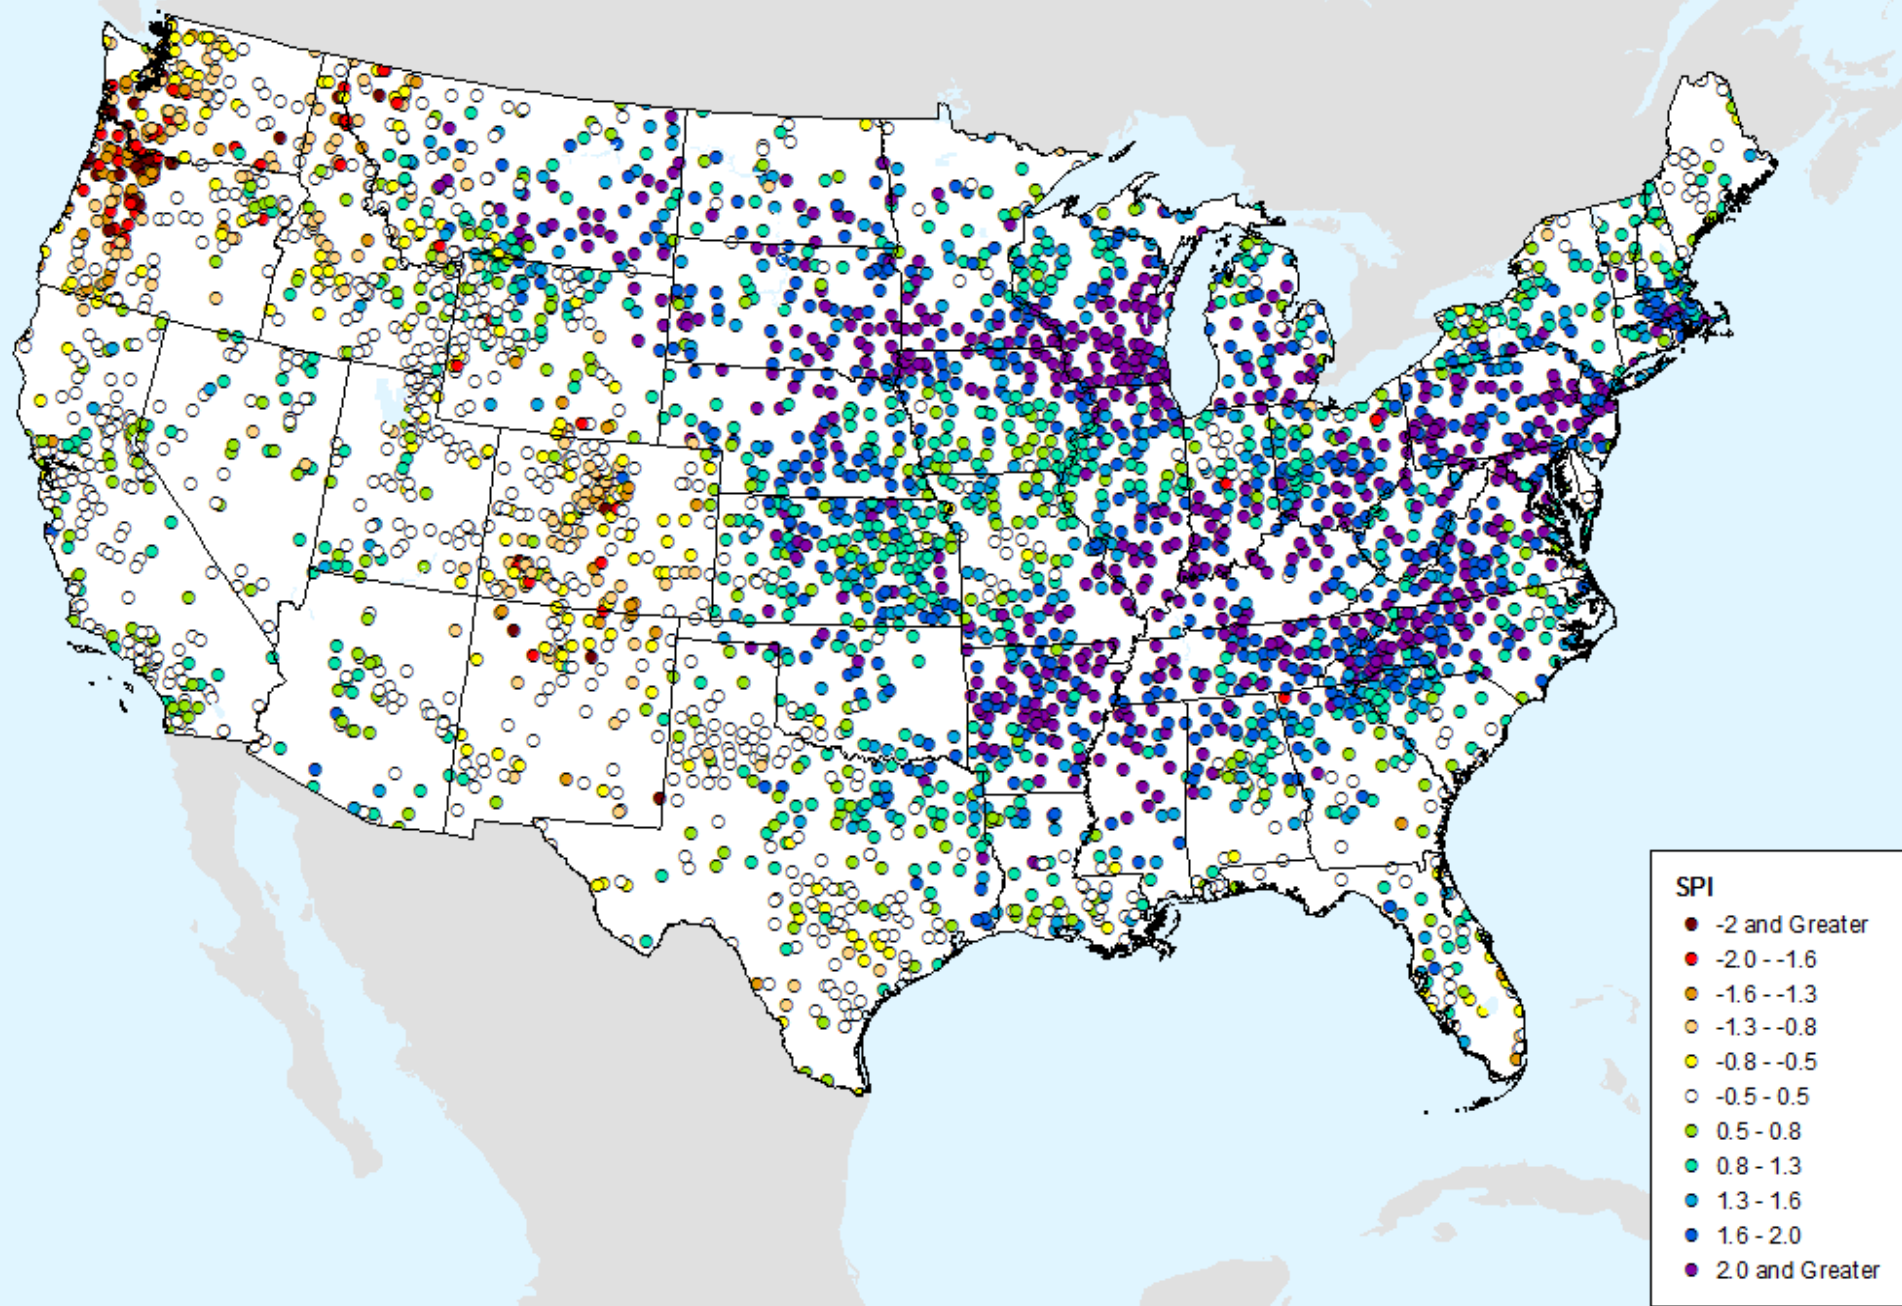 SPI
-2 and Greater
-2.0 - -1.6
-1.6 - -1.3
-1.3 - -0.8
-0.8 - -0.5
-0.5 - 0.5
0.5 - 0.8
0.8 - 1.3
1.3 - 1.6
1.6 - 2.0
2.0 and Greater